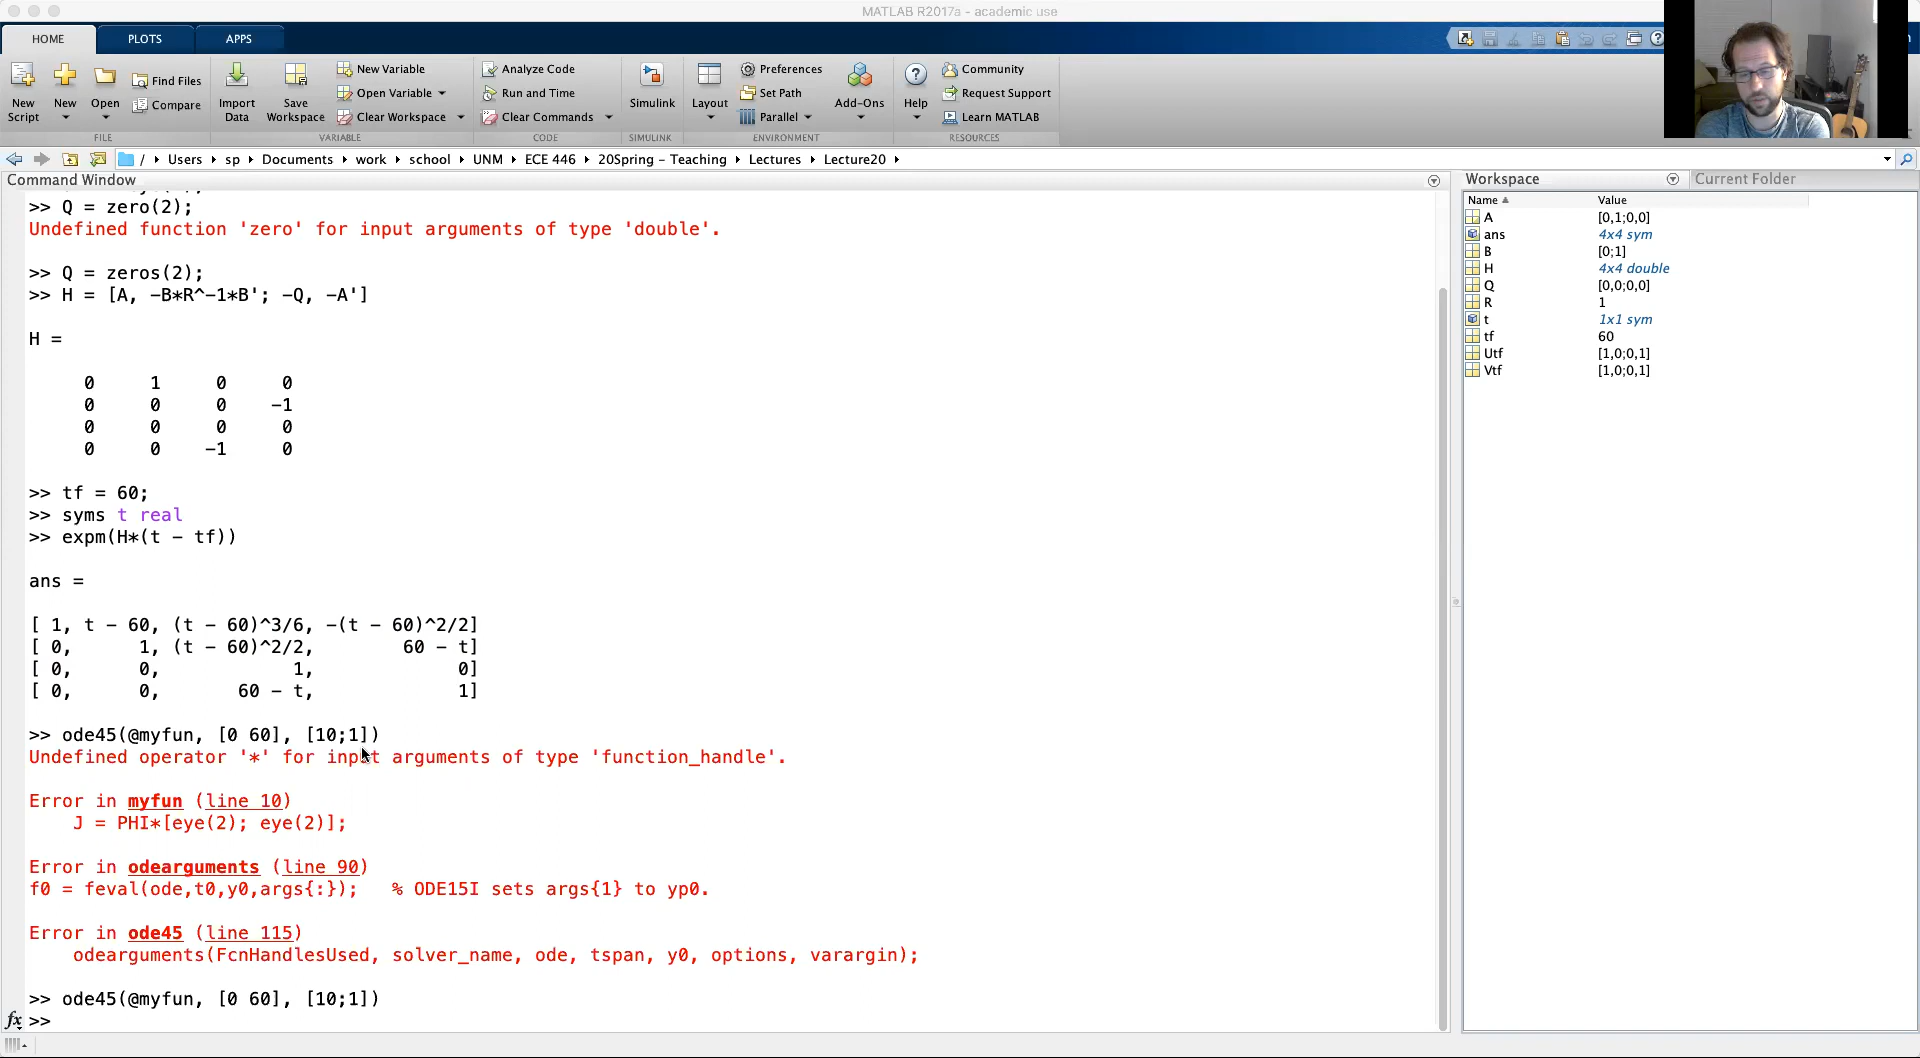 MATLAB R2017a - academic use
HOME PLOTS APPS
New Script
New
Open
Find Files
Compare
FILE
Import Data
Save Workspace
New Variable
Open Variable
Clear Workspace
VARIABLE
Analyze Code
Run and Time
Clear Commands
CODE
Simulink
SIMULINK
Layout
Preferences
Set Path
Parallel
Add-Ons
ENVIRONMENT
Help
Community
Request Support
Learn MATLAB
RESOURCES
/ Users sp Documents work school UNM ECE 446 20Spring - Teaching Lectures Lecture20
Command Window
>> Q = zero(2);
Undefined function 'zero' for input arguments of type 'double'.
>> Q = zeros(2);
>> H = [A, -B*R^-1*B'; -Q, -A']
H =
0 1 0 0
0 0 0 -1
0 0 0 0
0 0 -1 0
>> tf = 60;
>> syms t real
>> expm(H*(t - tf))
ans =
[ 1, t - 60, (t - 60)^3/6, -(t - 60)^2/2]
[ 0, 1, (t - 60)^2/2, 60 - t]
[ 0, 0, 1, 0]
[ 0, 0, 60 - t, 1]
>> ode45(@myfun, [0 60], [10;1])
Undefined operator '*' for input arguments of type 'function_handle'.
Error in myfun (line 10)
J = PHI*[eye(2); eye(2)];
Error in odearguments (line 90)
f0 = feval(ode,t0,y0,args{:}); % ODE15I sets args{1} to yp0.
Error in ode45 (line 115)
odearguments(FcnHandlesUsed, solver_name, ode, tspan, y0, options, varargin);
>> ode45(@myfun, [0 60], [10;1])
fx >>
Workspace Current Folder
Name Value
A [0,1;0,0]
ans 4x4 sym
B [0;1]
H 4x4 double
Q [0,0;0,0]
R 1
t 1x1 sym
tf 60
Utf [1,0;0,1]
Vtf [1,0;0,1]